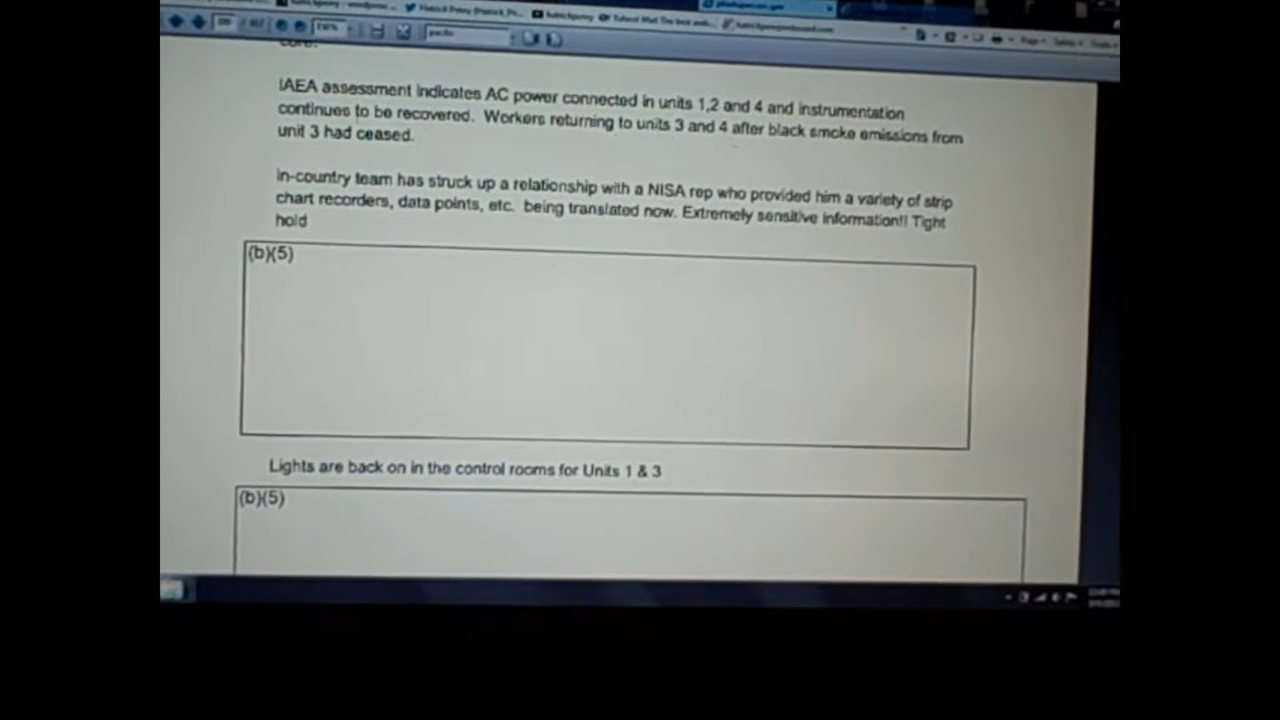 core.
IAEA assessment indicates AC power connected in units 1,2 and 4 and instrumentation
continues to be recovered. Workers returning to units 3 and 4 after black smoke emissions from
unit 3 had ceased.
in-country team has struck up a relationship with a NISA rep who provided him a variety of strip
chart recorders, data points, etc. being translated now. Extremely sensitive information!! Tight
hold
(b)(5)
Lights are back on in the control rooms for Units 1 & 3
(b)(5)